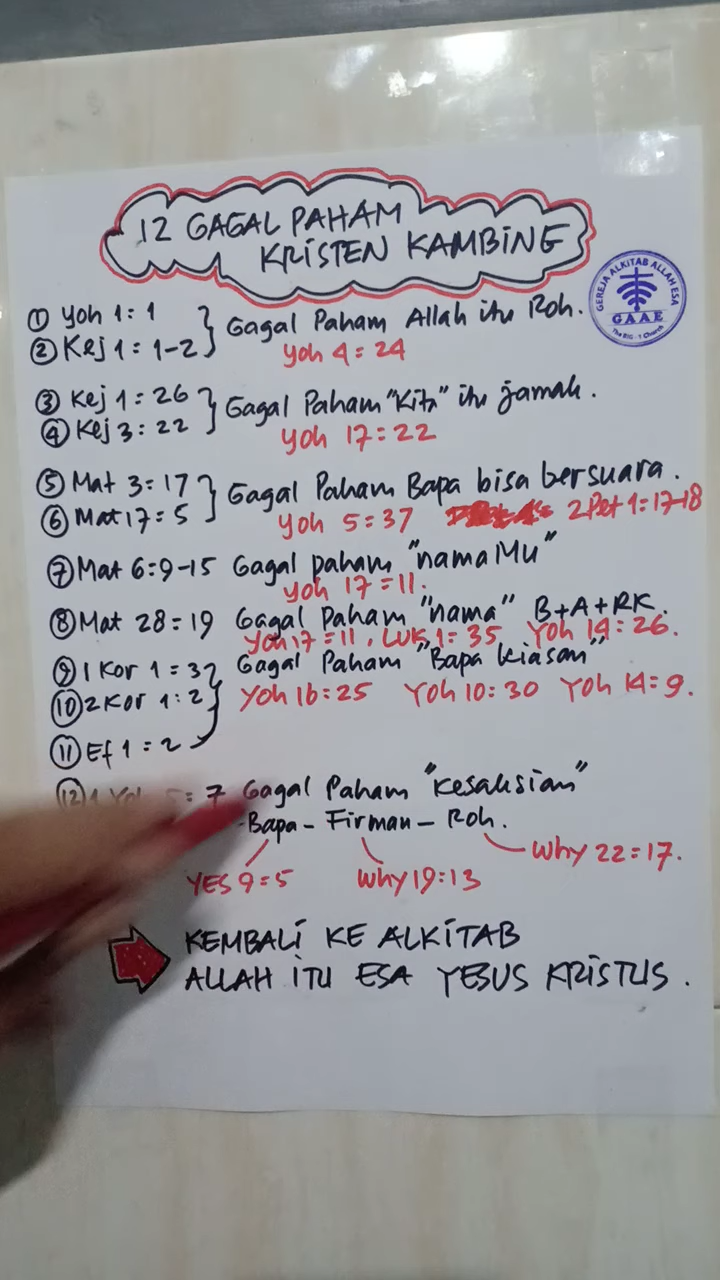 12 GAGAL PAHAM
KRISTEN KAMBING
GEREJA ALKITAB ALLAH ESA
GAAE
① Yoh 1:1
② Kej 1:1-2
Gagal Paham Allah itu Roh.
Yoh 4:24
③ Kej 1:26
④ Kej 3:22
Gagal Paham "Kita" itu jamak.
Yoh 17:22
⑤ Mat 3:17
⑥ Mat 17:5
Gagal Paham Bapa bisa bersuara.
Yoh 5:37 2Pet 1:17-18
⑦ Mat 6:9-15 Gagal paham "namaMu"
Yoh 17:11.
⑧ Mat 28:19 Gagal Paham "nama" B+A+RK.
Yoh 17:11, LUK 1:35 Yoh 14:26.
⑨ 1 Kor 1:3
⑩ 2 Kor 1:2
⑪ Ef 1:2
Gagal Paham "Bapa kiasan"
Yoh 16:25 Yoh 10:30 Yoh 14:9.
7 Gagal Paham "kesaksian"
Bapa - Firman - Roh.
YES 9:5 Why 19:13 Why 22:17.
KEMBALI KE ALKITAB
ALLAH ITU ESA YESUS KRISTUS.